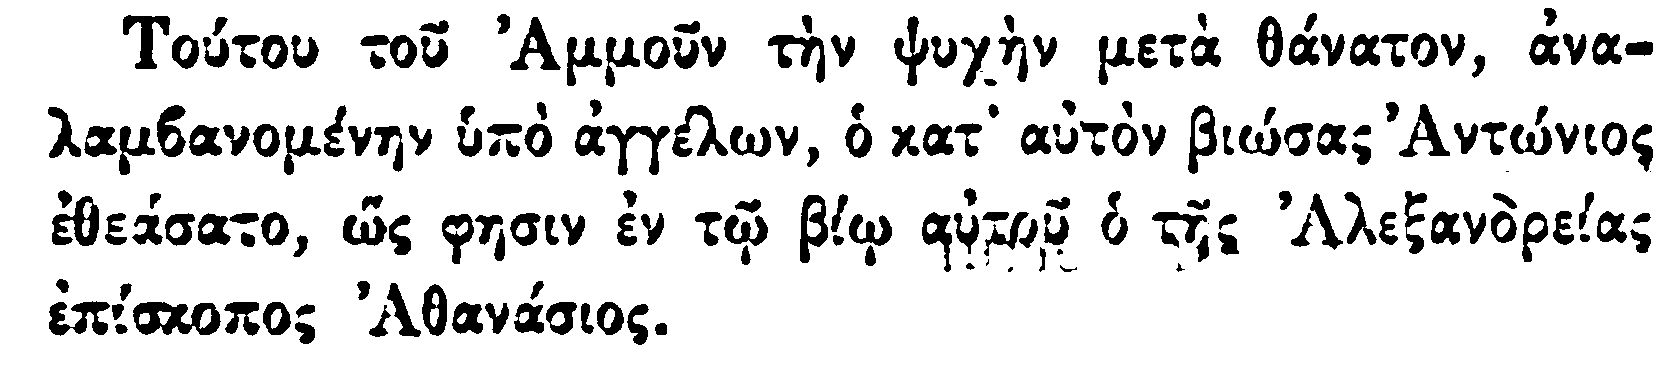 Τούτου τοῦ Ἀμμοῦν τὴν ψυχὴν μετὰ θάνατον, ἀνα-
λαμϐανομένην ὑπὸ ἀγγέλων, ὁ κατ' αὐτὸν βιώσας Ἀντώνιος
ἐθεάσατο, ὥς φησιν ἐν τῷ βίῳ αὐτοῦ ὁ τῆς Ἀλεξανδρείας
ἐπίσκοπος Ἀθανάσιος.